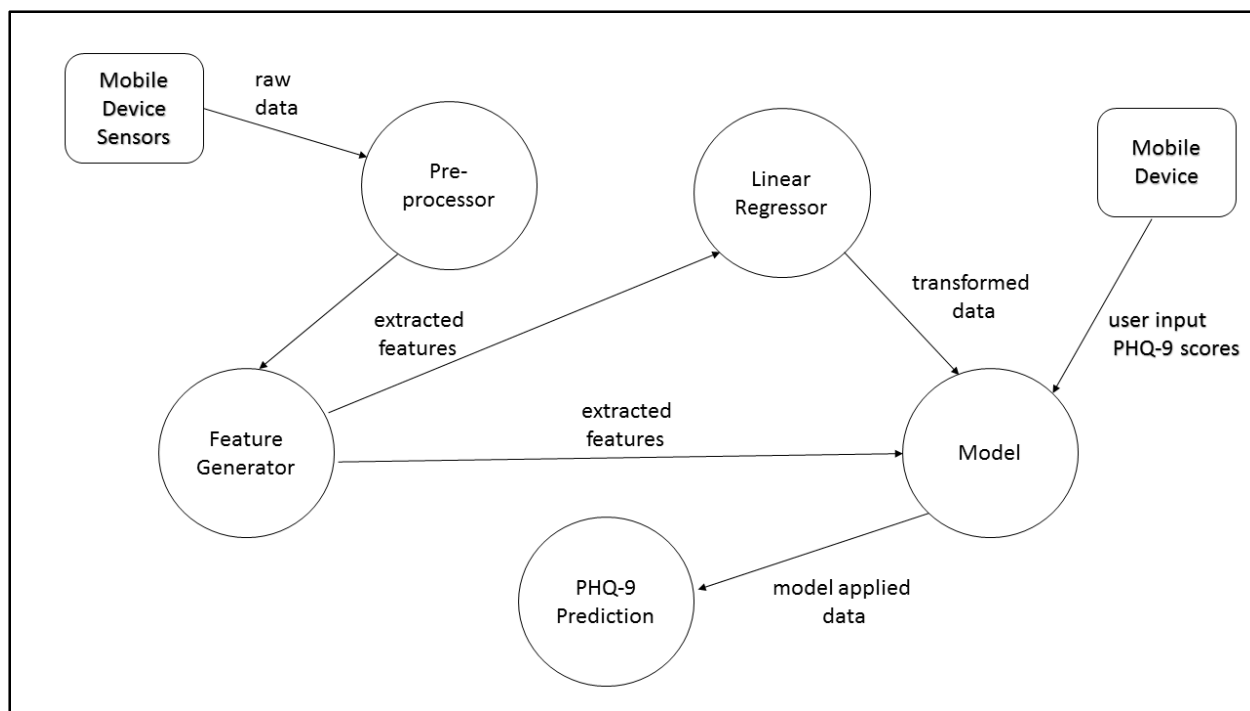 Mobile
Device
Sensors
raw
data
Pre-
processor
Linear
Regressor
Mobile
Device
transformed
data
user input
PHQ-9 scores
extracted
features
Feature
Generator
extracted
features
Model
PHQ-9
Prediction
model applied
data